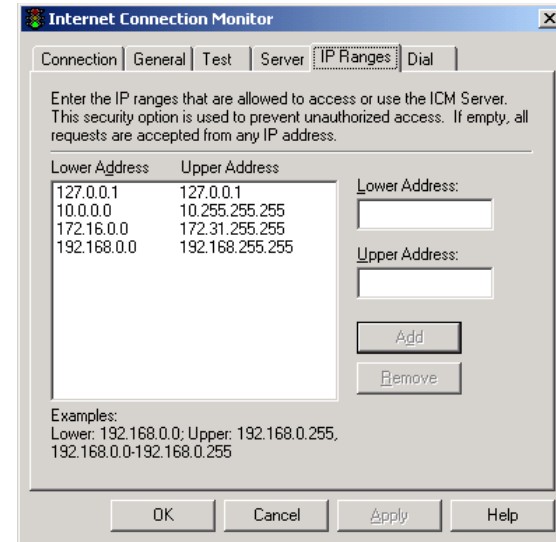 Internet Connection Monitor
Connection General Test Server IP Ranges Dial
Enter the IP ranges that are allowed to access or use the ICM Server.
This security option is used to prevent unauthorized access. If empty, all
requests are accepted from any IP address.
Lower Address Upper Address
127.0.0.1 127.0.0.1
10.0.0.0 10.255.255.255
172.16.0.0 172.31.255.255
192.168.0.0 192.168.255.255
Lower Address:
Upper Address:
Add
Remove
Examples:
Lower: 192.168.0.0; Upper: 192.168.0.255,
192.168.0.0-192.168.0.255
OK Cancel Apply Help